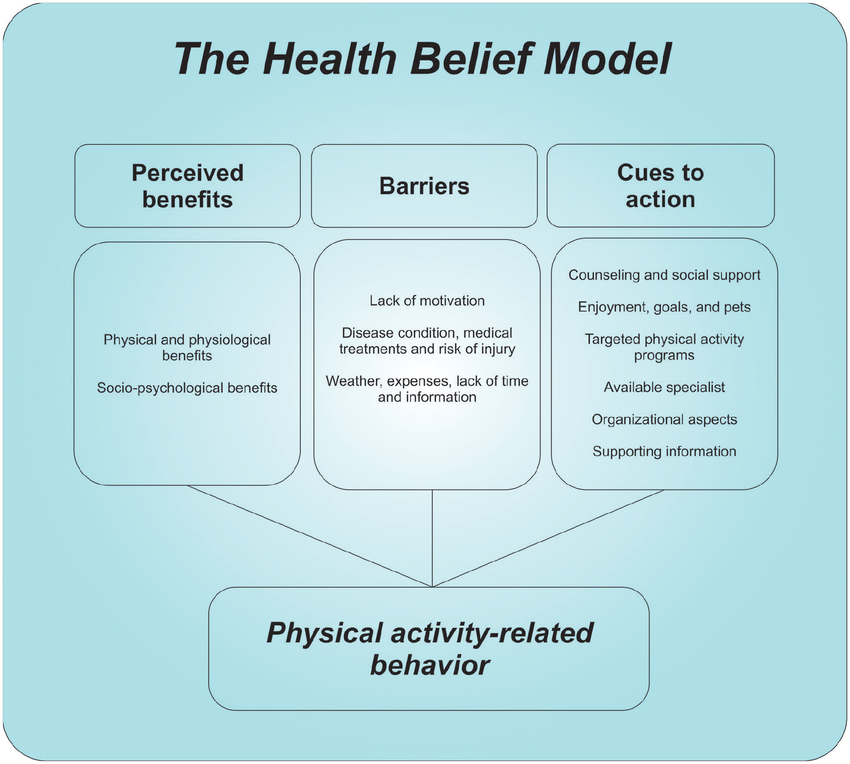 The Health Belief Model
Perceived
benefits
Barriers
Cues to
action
Physical and physiological
benefits
Socio-psychological benefits
Lack of motivation
Disease condition, medical
treatments and risk of injury
Weather, expenses, lack of time
and information
Counseling and social support
Enjoyment, goals, and pets
Targeted physical activity
programs
Available specialist
Organizational aspects
Supporting information
Physical activity-related
behavior